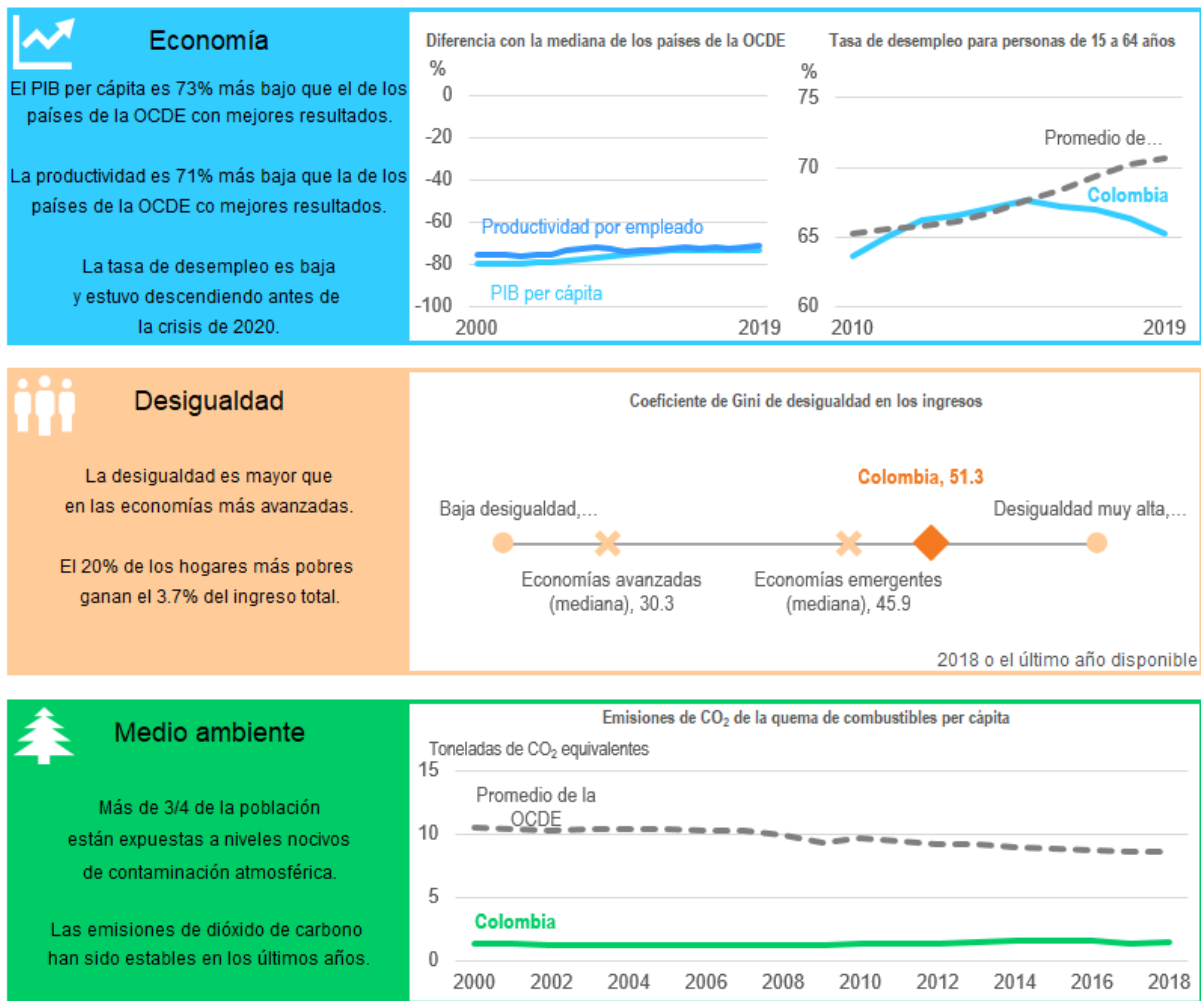 Economía
El PIB per cápita es 73% más bajo que el de los
países de la OCDE con mejores resultados.
La productividad es 71% más baja que la de los
países de la OCDE co mejores resultados.
La tasa de desempleo es baja
y estuvo descendiendo antes de
la crisis de 2020.
Diferencia con la mediana de los países de la OCDE
%
0
-20
-40
-60
-80
-100
Productividad por empleado
PIB per cápita
2000 2019
Tasa de desempleo para personas de 15 a 64 años
%
75
70
65
60
Promedio de...
Colombia
2010 2019
Desigualdad
La desigualdad es mayor que
en las economías más avanzadas.
El 20% de los hogares más pobres
ganan el 3.7% del ingreso total.
Coeficiente de Gini de desigualdad en los ingresos
Colombia, 51.3
Baja desigualdad,...
Desigualdad muy alta,...
Economías avanzadas
(mediana), 30.3
Economías emergentes
(mediana), 45.9
2018 o el último año disponible
Medio ambiente
Más de 3/4 de la población
están expuestas a niveles nocivos
de contaminación atmosférica.
Las emisiones de dióxido de carbono
han sido estables en los últimos años.
Emisiones de CO2 de la quema de combustibles per cápita
Toneladas de CO2 equivalentes
15
10
5
0
Promedio de la
OCDE
Colombia
2000 2002 2004 2006 2008 2010 2012 2014 2016 2018